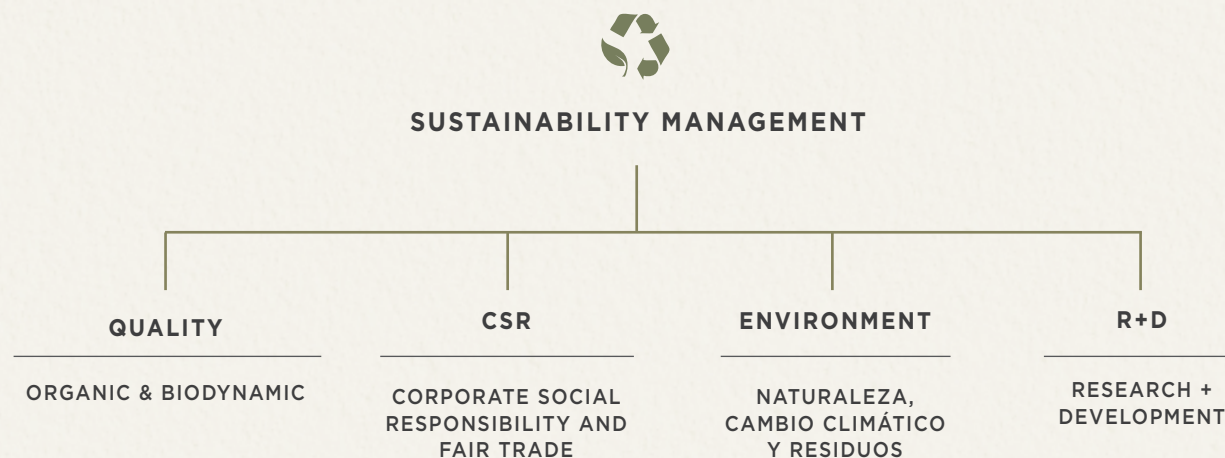 SUSTAINABILITY MANAGEMENT
QUALITY
ORGANIC & BIODYNAMIC
CSR
CORPORATE SOCIAL
RESPONSIBILITY AND
FAIR TRADE
ENVIRONMENT
NATURALEZA,
CAMBIO CLIMÁTICO
Y RESIDUOS
R+D
RESEARCH +
DEVELOPMENT